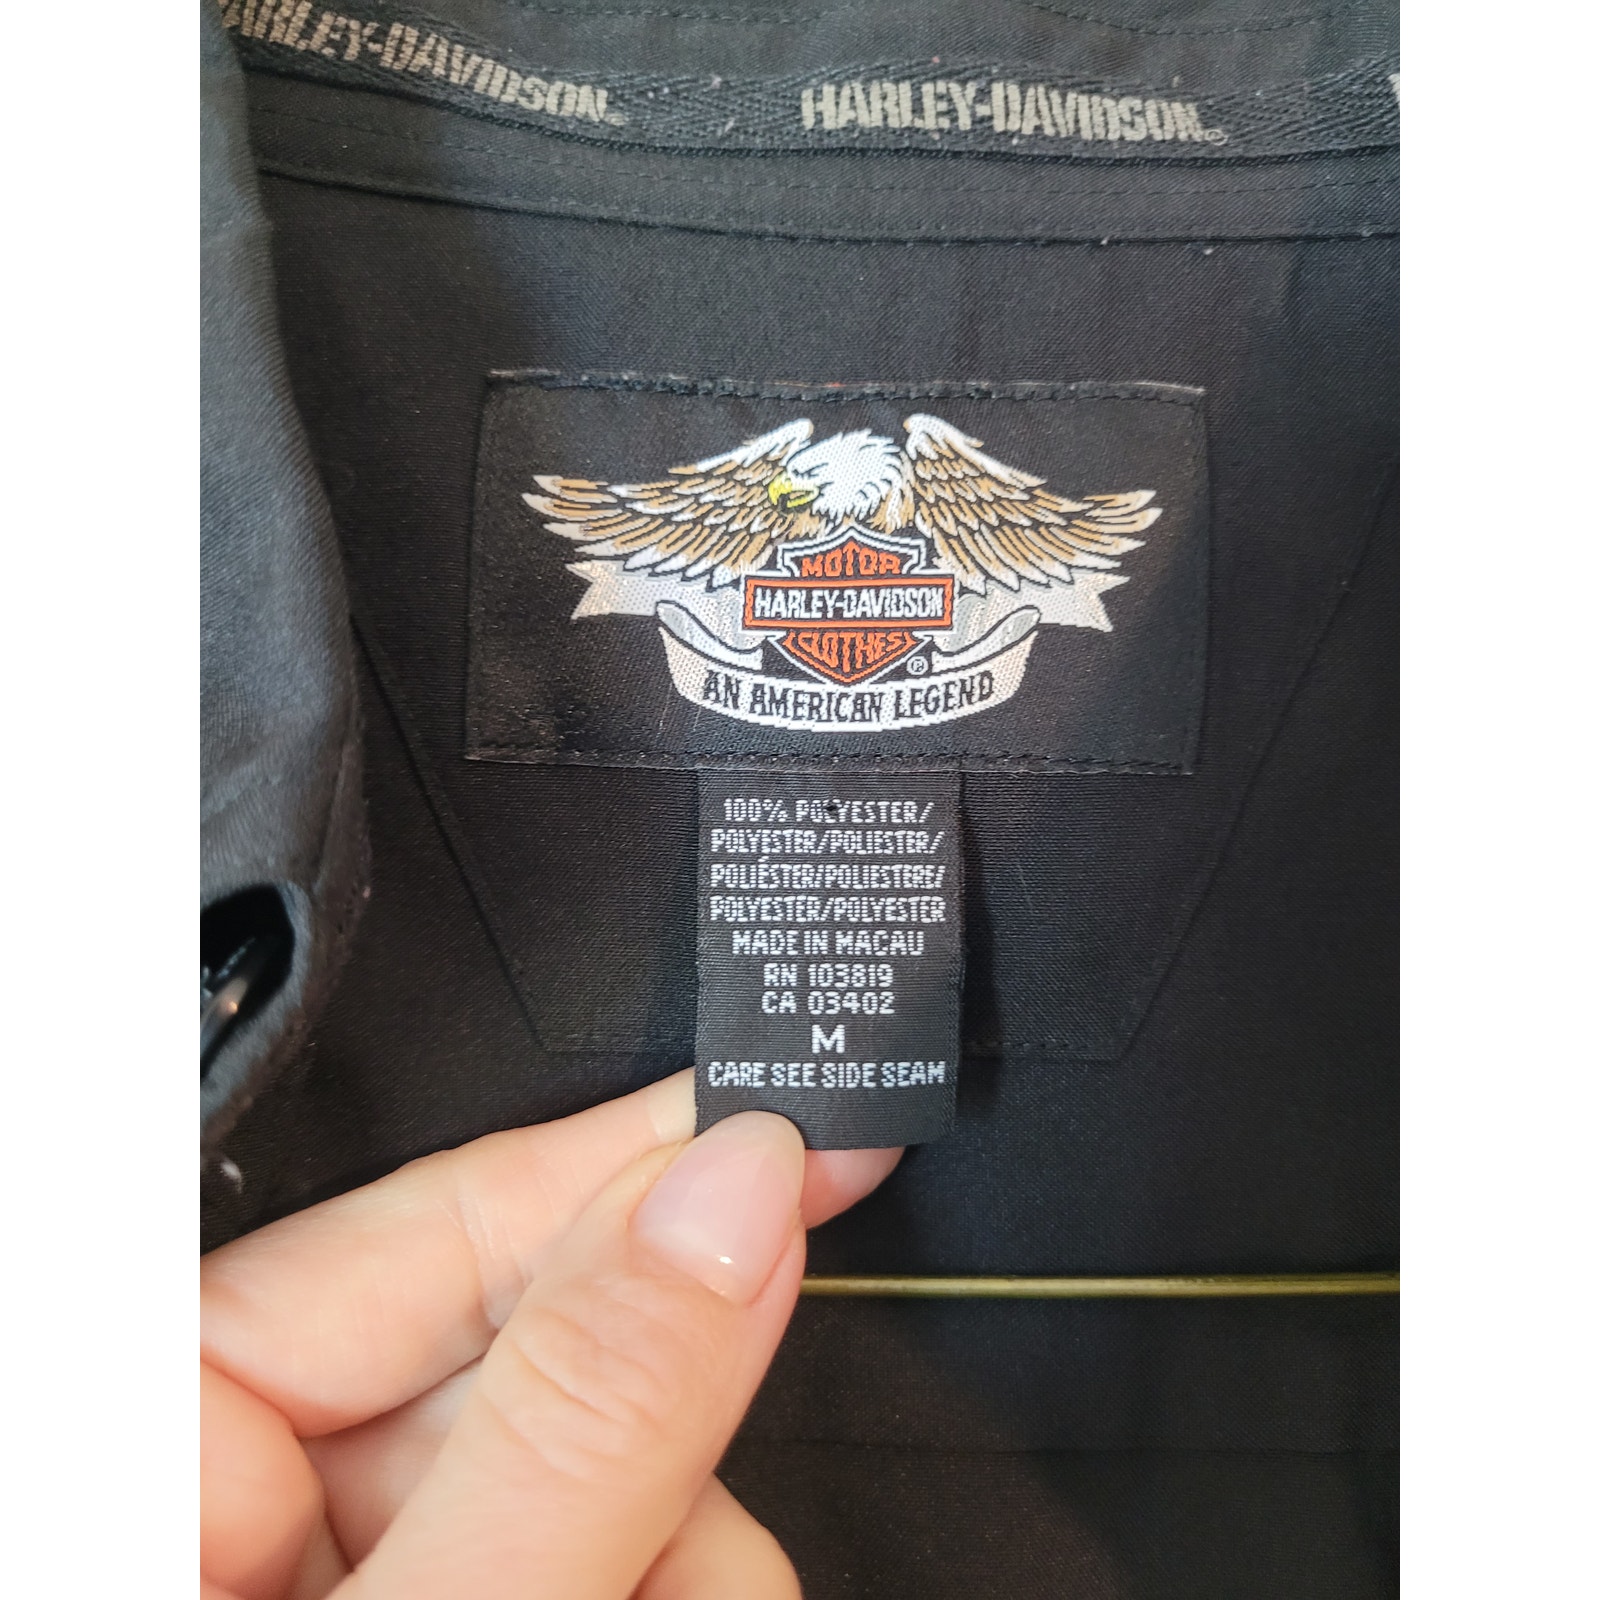 HARLEY-DAVIDSON
HARLEY-DAVIDSON®
MOTOR
HARLEY-DAVIDSON
CLOTHES
®
AN AMERICAN LEGEND
100% POLYESTER/
POLYESTER/POLIESTER/
POLIÉSTER/POLIESTERE/
POLYESTER/POLYESTER
MADE IN MACAU
RN 103819
CA 03402
M
CARE SEE SIDE SEAM